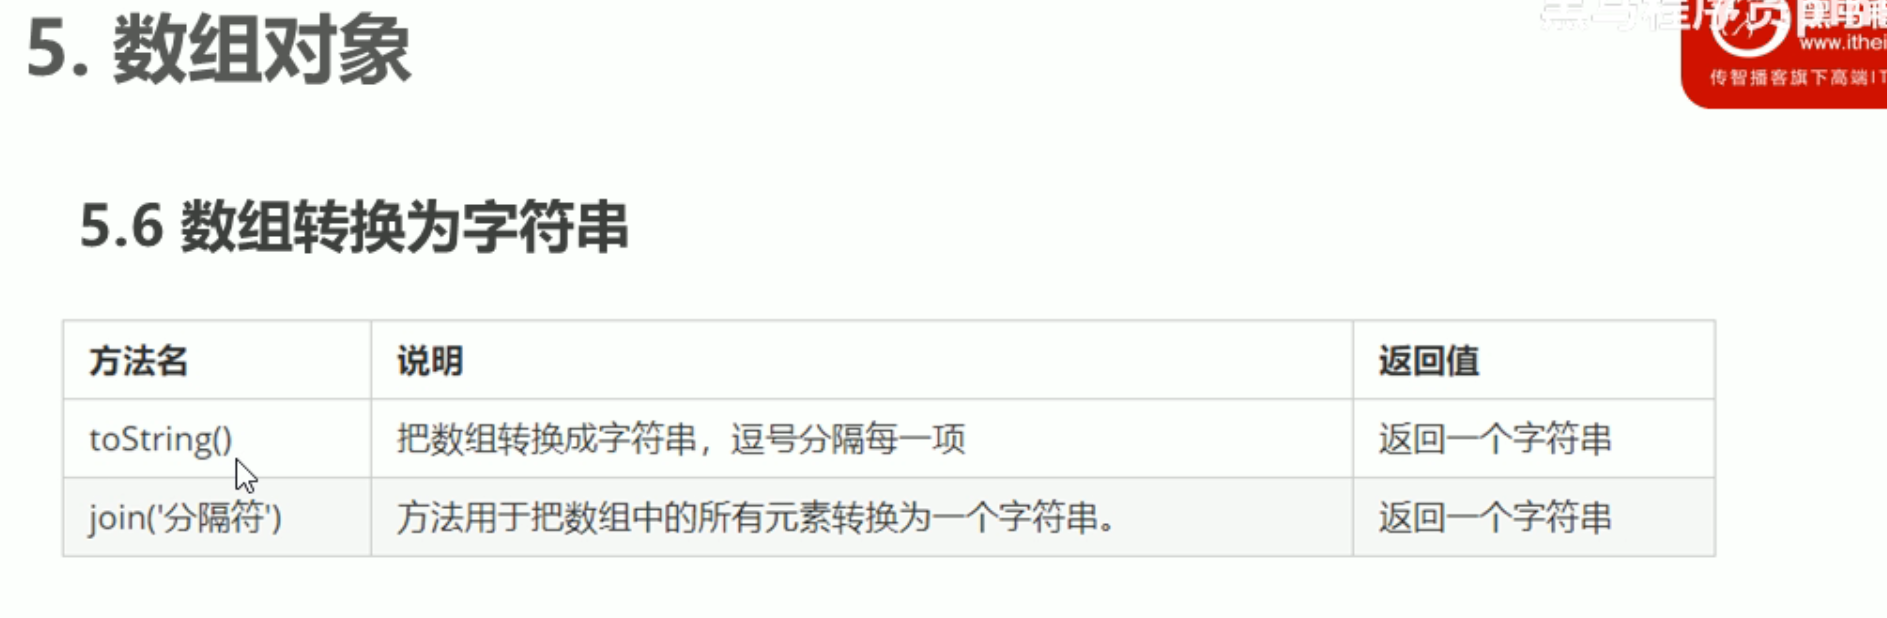 5. 数组对象
www.ithei
传智播客旗下高端IT
5.6 数组转换为字符串
方法名 说明 返回值
toString() 把数组转换成字符串，逗号分隔每一项 返回一个字符串
join('分隔符') 方法用于把数组中的所有元素转换为一个字符串。 返回一个字符串